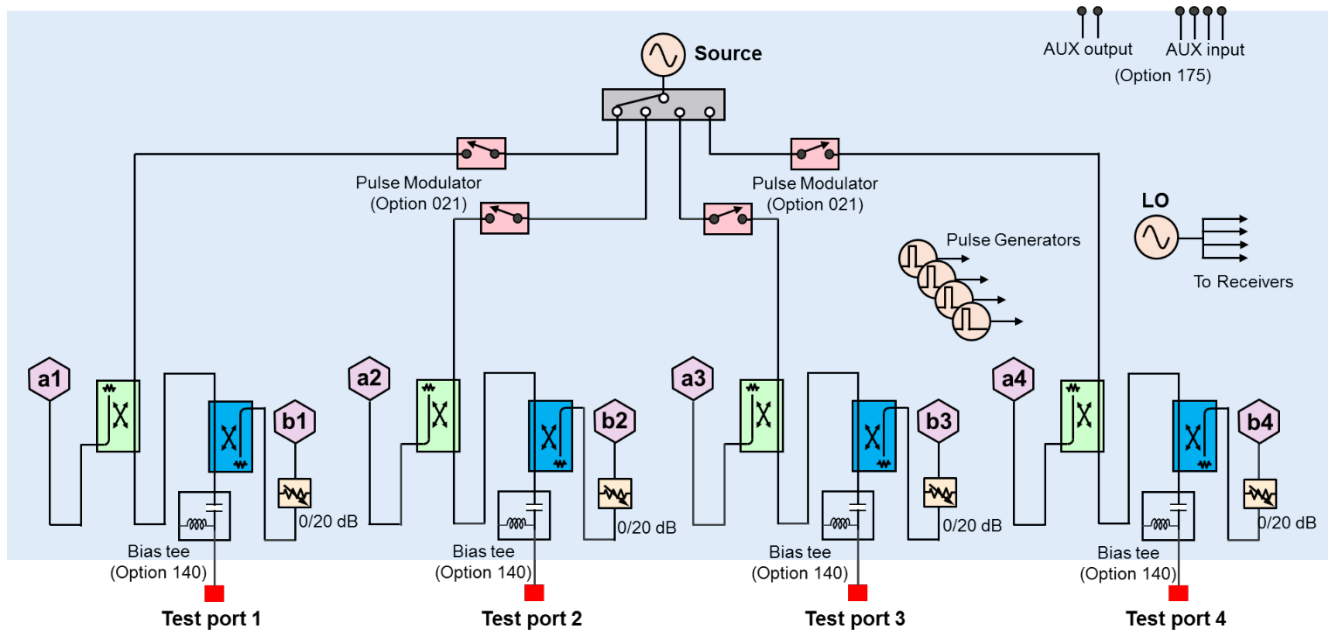 AUX output
AUX input
(Option 175)
Source
Pulse Modulator
(Option 021)
Pulse Modulator
(Option 021)
LO
To Receivers
Pulse Generators
a1
b1
a2
b2
a3
b3
a4
b4
0/20 dB
0/20 dB
0/20 dB
0/20 dB
Bias tee
(Option 140)
Bias tee
(Option 140)
Bias tee
(Option 140)
Bias tee
(Option 140)
Test port 1
Test port 2
Test port 3
Test port 4